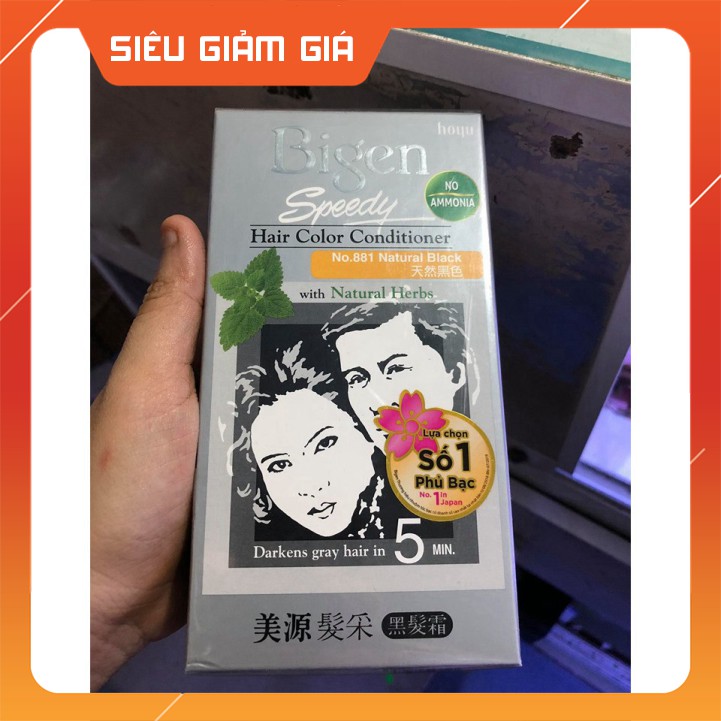 SIÊU GIẢM GIÁ
hoyu
Bigen
Speedy
NO
AMMONIA
Hair Color Conditioner
No.881 Natural Black
天然黑色
with Natural Herbs
Lựa chọn
Số 1
Phủ Bạc
No. 1 in Japan
Darkens gray hair in 5 MIN.
美源髮采 黑髮霜